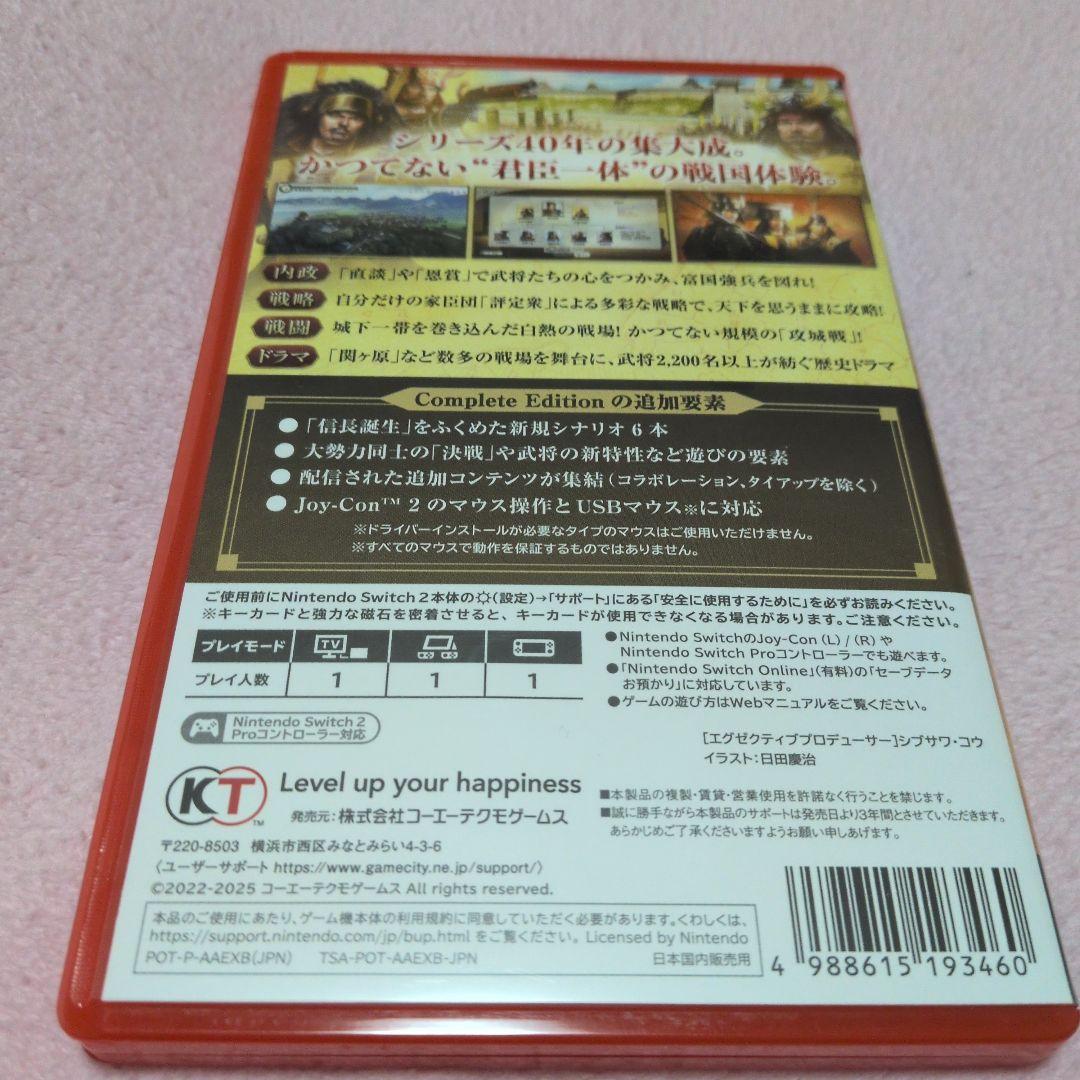 シリーズ40年の集大成。
かつてない“君臣一体”の戦国体験。
内政 「直談」や「恩賞」で武将たちの心をつかみ、富国強兵を図れ!
戦略 自分だけの家臣団「評定衆」による多彩な戦略で、天下を思うままに攻略!
戦闘 城下一帯を巻き込んだ白熱の戦場! かつてない規模の「攻城戦」!
ドラマ 「関ヶ原」など数多の戦場を舞台に、武将2,200名以上が紡ぐ歴史ドラマ
Complete Edition の追加要素
● 「信長誕生」をふくめた新規シナリオ 6 本
● 大勢力同士の「決戦」や武将の新特性など遊びの要素
● 配信された追加コンテンツが集結(コラボレーション、タイアップを除く)
● Joy-Con™ 2 のマウス操作とUSBマウス※に対応
※ドライバーインストールが必要なタイプのマウスはご使用いただけません。
※すべてのマウスで動作を保証するものではありません。
ご使用前にNintendo Switch 2本体の(設定)→「サポート」にある「安全に使用するために」を必ずお読みください。
※キーカードと強力な磁石を密着させると、キーカードが使用できなくなる場合があります。ご注意ください。
プレイモード TV
プレイ人数 1 1 1
●Nintendo SwitchのJoy-Con (L) / (R) や
Nintendo Switch Proコントローラーでも遊べます。
●「Nintendo Switch Online」(有料)の「セーブデータ
お預かり」に対応しています。
●ゲームの遊び方はWebマニュアルをご覧ください。
Nintendo Switch 2
Proコントローラー対応
[エグゼクティブプロデューサー]シブサワ・コウ
イラスト:日田慶治
KT™ Level up your happiness
発売元: 株式会社コーエーテクモゲームス
〒220-8503 横浜市西区みなとみらい4-3-6
〈ユーザーサポート https://www.gamecity.ne.jp/support/〉
©2022-2025 コーエーテクモゲームス All rights reserved.
■本製品の複製・賃貸・営業使用を許諾なく行うことを禁じます。
■誠に勝手ながら本製品のサポートは発売日より3年間とさせていただきます。
あらかじめご了承くださいますようお願い申しあげます。
本品のご使用にあたり、ゲーム機本体の利用規約に同意していただく必要があります。くわしくは、
https://support.nintendo.com/jp/bup.html をご覧ください。 Licensed by Nintendo
POT-P-AAEXB(JPN) TSA-POT-AAEXB-JPN 日本国内販売用
4 988615 193460